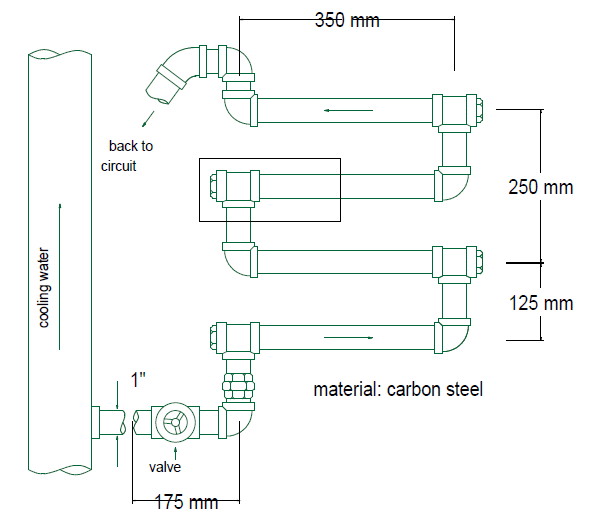 350 mm
back to
circuit
250 mm
cooling water
125 mm
1"
material: carbon steel
valve
175 mm